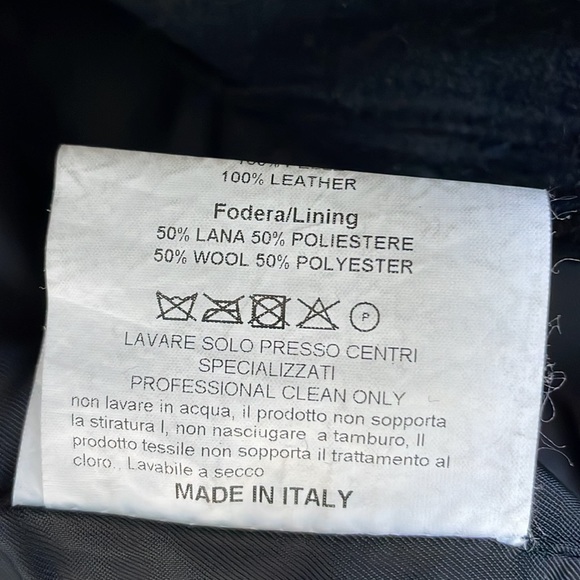 100% LEATHER
Fodera/Lining
50% LANA 50% POLIESTERE
50% WOOL 50% POLYESTER
P
LAVARE SOLO PRESSO CENTRI
SPECIALIZZATI
PROFESSIONAL CLEAN ONLY
non lavare in acqua, il prodotto non sopporta
la stiratura I, non nasciugare a tamburo, Il
prodotto tessile non sopporta il trattamento al
cloro.. Lavabile a secco
MADE IN ITALY